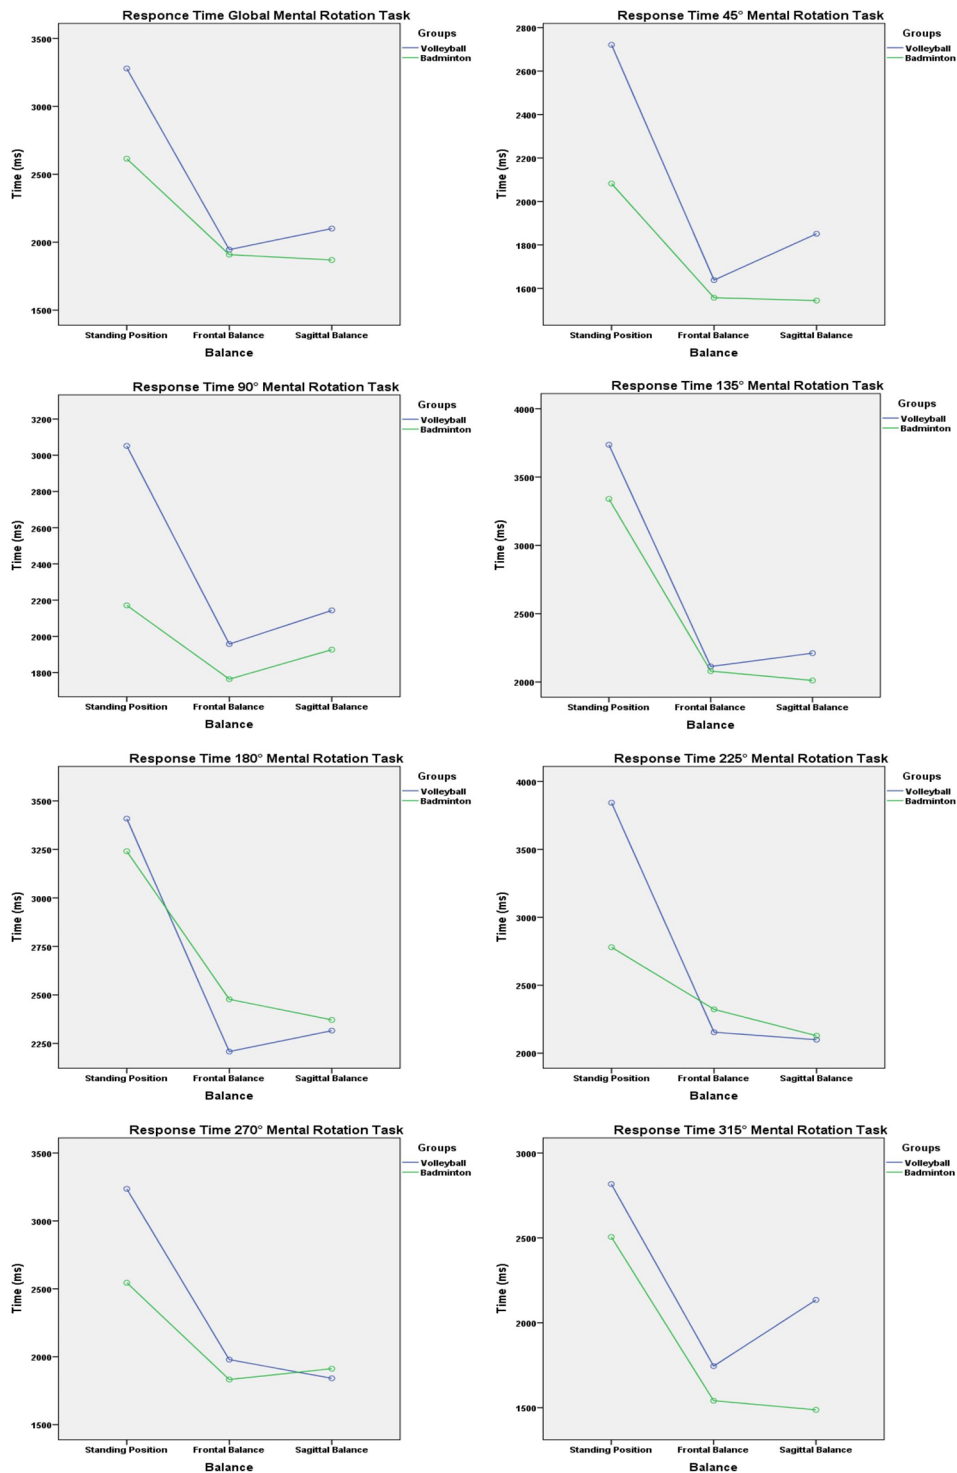 Responce Time Global Mental Rotation Task
Groups
Volleyball
Badminton
3500
3000
2500
2000
1500
Time (ms)
Standing Position Frontal Balance Sagittal Balance
Balance
Response Time 45° Mental Rotation Task
Groups
Volleyball
Badminton
2800
2600
2400
2200
2000
1800
1600
Time (ms)
Standing Position Frontal Balance Sagittal Balance
Balance
Response Time 90° Mental Rotation Task
Groups
Volleyball
Badminton
3200
3000
2800
2600
2400
2200
2000
1800
Time (ms)
Standing Position Frontal Balance Sagittal Balance
Balance
Response Time 135° Mental Rotation Task
Groups
Volleyball
Badminton
4000
3500
3000
2500
2000
Time (ms)
Standing Position Frontal Balance Sagittal Balance
Balance
Response Time 180° Mental Rotation Task
Groups
Volleyball
Badminton
3500
3250
3000
2750
2500
2250
Time (ms)
Standing Position Frontal Balance Sagittal Balance
Balance
Response Time 225° Mental Rotation Task
Groups
Volleyball
Badminton
4000
3500
3000
2500
2000
Time (ms)
Standig Position Frontal Balance Sagittal Balance
Balance
Response Time 270° Mental Rotation Task
Groups
Volleyball
Badminton
3500
3000
2500
2000
1500
Time (ms)
Standing Position Frontal Balance Sagittal Balance
Balance
Response Time 315° Mental Rotation Task
Groups
Volleyball
Badminton
3000
2500
2000
1500
Time (ms)
Standing Position Frontal Balance Sagittal Balance
Balance